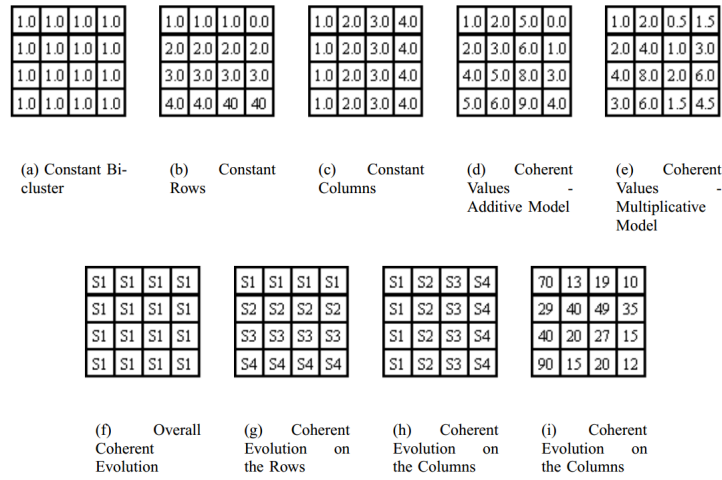 1.0 1.0 1.0 1.0
1.0 1.0 1.0 1.0
1.0 1.0 1.0 1.0
1.0 1.0 1.0 1.0
(a) Constant Bi-
cluster
1.0 1.0 1.0 0.0
2.0 2.0 2.0 2.0
3.0 3.0 3.0 3.0
4.0 4.0 40 40
(b) Constant
Rows
1.0 2.0 3.0 4.0
1.0 2.0 3.0 4.0
1.0 2.0 3.0 4.0
1.0 2.0 3.0 4.0
(c) Constant
Columns
1.0 2.0 5.0 0.0
2.0 3.0 6.0 1.0
4.0 5.0 8.0 3.0
5.0 6.0 9.0 4.0
(d) Coherent
Values -
Additive Model
1.0 2.0 0.5 1.5
2.0 4.0 1.0 3.0
4.0 8.0 2.0 6.0
3.0 6.0 1.5 4.5
(e) Coherent
Values -
Multiplicative
Model
S1 S1 S1 S1
S1 S1 S1 S1
S1 S1 S1 S1
S1 S1 S1 S1
(f) Overall
Coherent
Evolution
S1 S1 S1 S1
S2 S2 S2 S2
S3 S3 S3 S3
S4 S4 S4 S4
(g) Coherent
Evolution on
the Rows
S1 S2 S3 S4
S1 S2 S3 S4
S1 S2 S3 S4
S1 S2 S3 S4
(h) Coherent
Evolution on
the Columns
70 13 19 10
29 40 49 35
40 20 27 15
90 15 20 12
(i) Coherent
Evolution on
the Columns